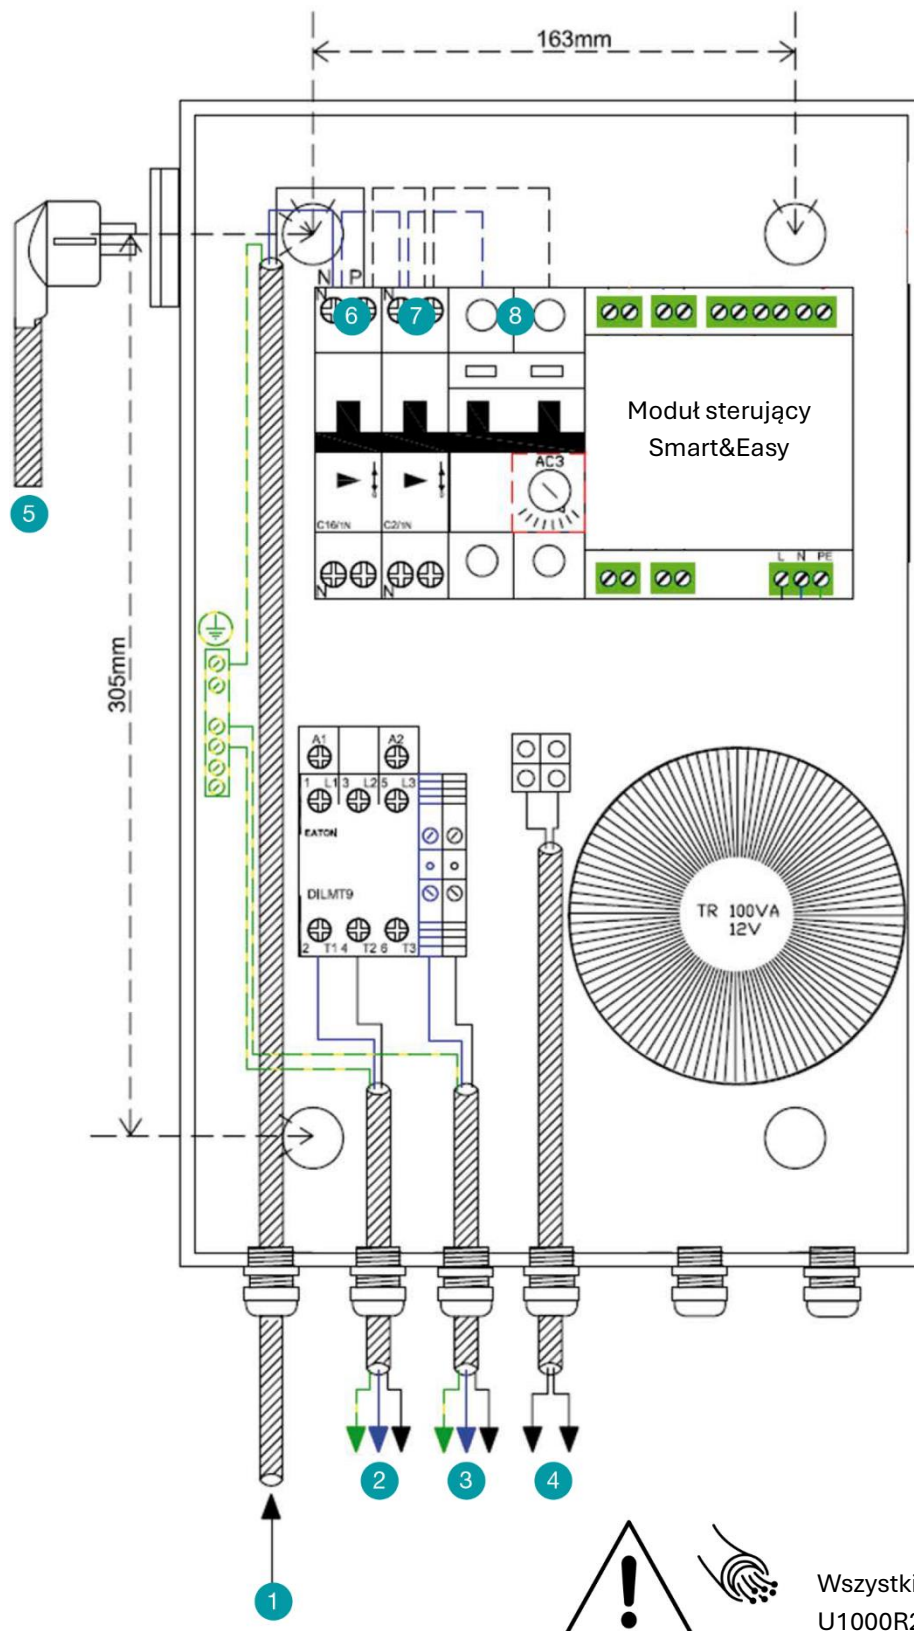 163mm
N P
N N
6 7 8
Moduł sterujący
Smart&Easy
AC3
5
C16/1N C2/1N
N N
L N PE
305mm
A1 A2
1 L1 3 L2 5 L3
EATON
DILMT9
2 T1 4 T2 6 T3
TR 100VA
12V
2 3 4
1
U1000R2